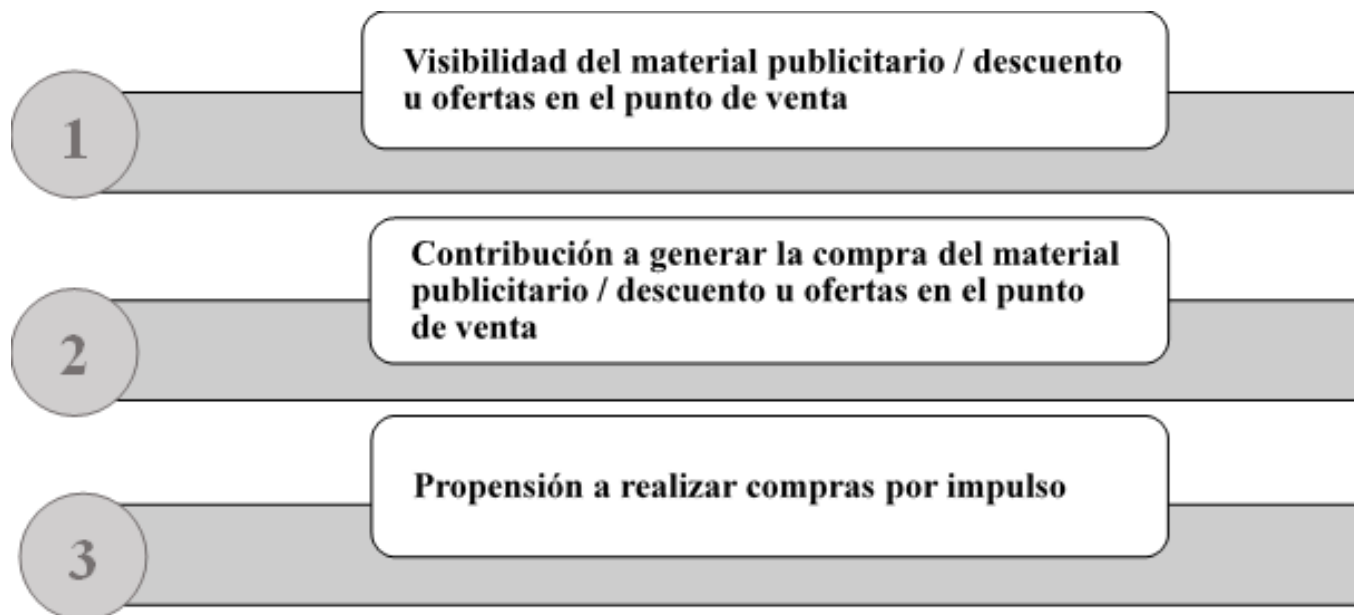 1
Visibilidad del material publicitario / descuento
u ofertas en el punto de venta
2
Contribución a generar la compra del material
publicitario / descuento u ofertas en el punto
de venta
3
Propensión a realizar compras por impulso